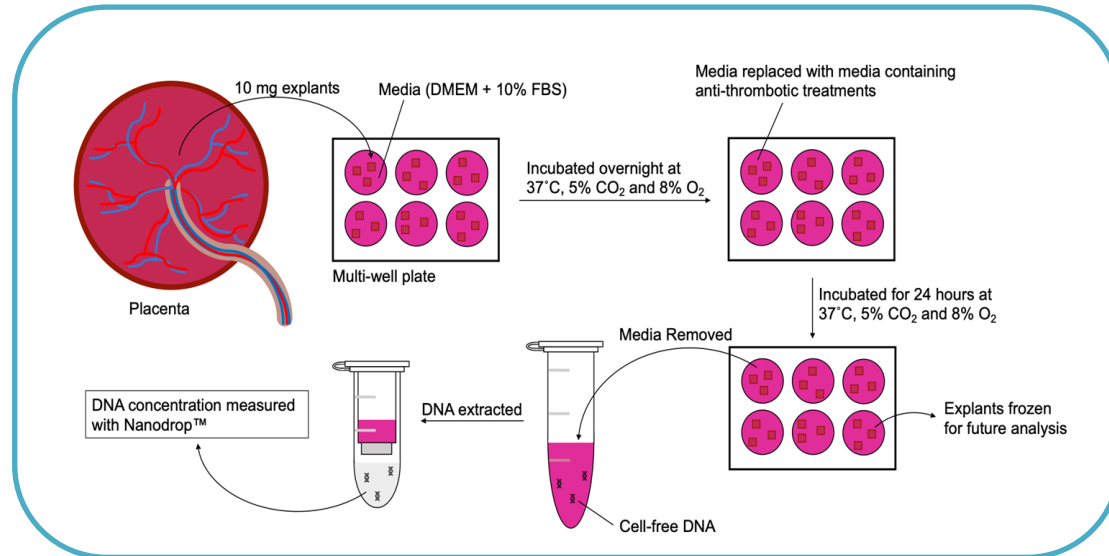 10 mg explants
Media (DMEM + 10% FBS)
Placenta
Multi-well plate
Incubated overnight at
37˚C, 5% CO₂ and 8% O₂
Media replaced with media containing
anti-thrombotic treatments
Incubated for 24 hours at
37˚C, 5% CO₂ and 8% O₂
Explants frozen
for future analysis
Media Removed
Cell-free DNA
DNA extracted
DNA concentration measured
with Nanodrop™